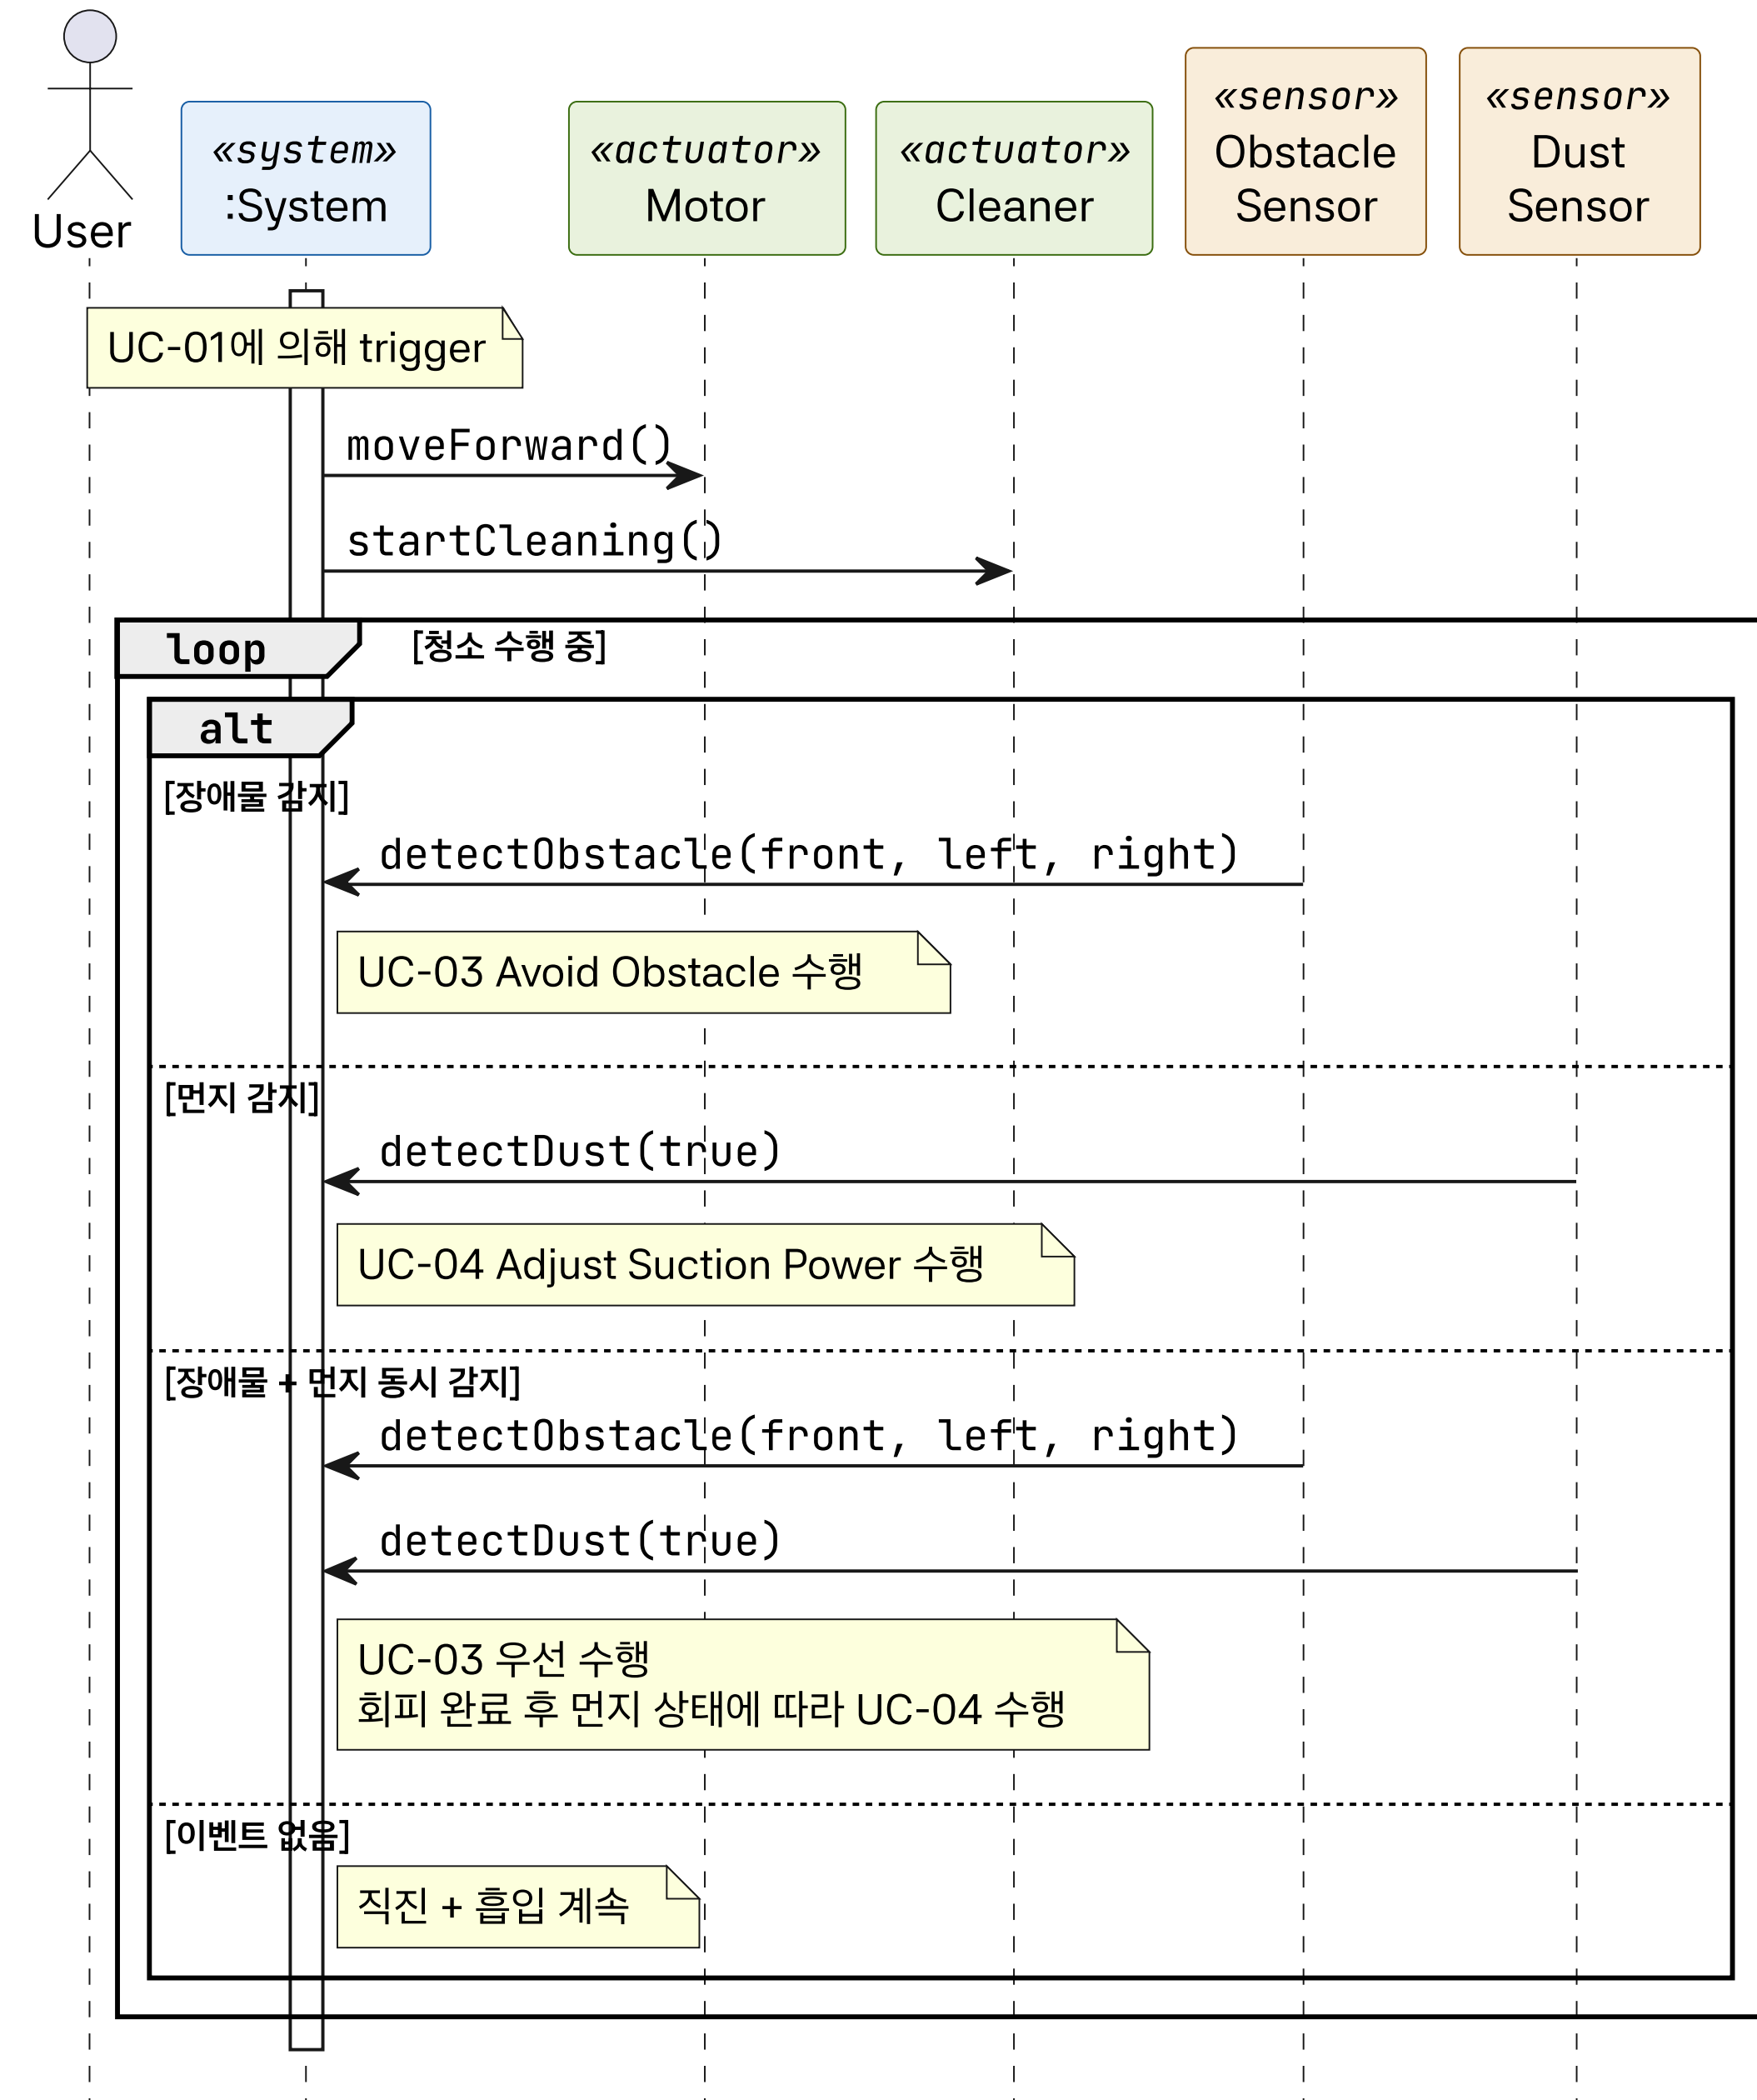 User
«system»
:System
«actuator»
Motor
«actuator»
Cleaner
«sensor»
Obstacle
Sensor
«sensor»
Dust
Sensor
UC-01에 의해 trigger
moveForward()
startCleaning()
loop [청소 수행 중]
alt
[장애물 감지]
detectObstacle(front, left, right)
UC-03 Avoid Obstacle 수행
[먼지 감지]
detectDust(true)
UC-04 Adjust Suction Power 수행
[장애물 + 먼지 동시 감지]
detectObstacle(front, left, right)
detectDust(true)
UC-03 우선 수행
회피 완료 후 먼지 상태에 따라 UC-04 수행
[이벤트 없음]
직진 + 흡입 계속